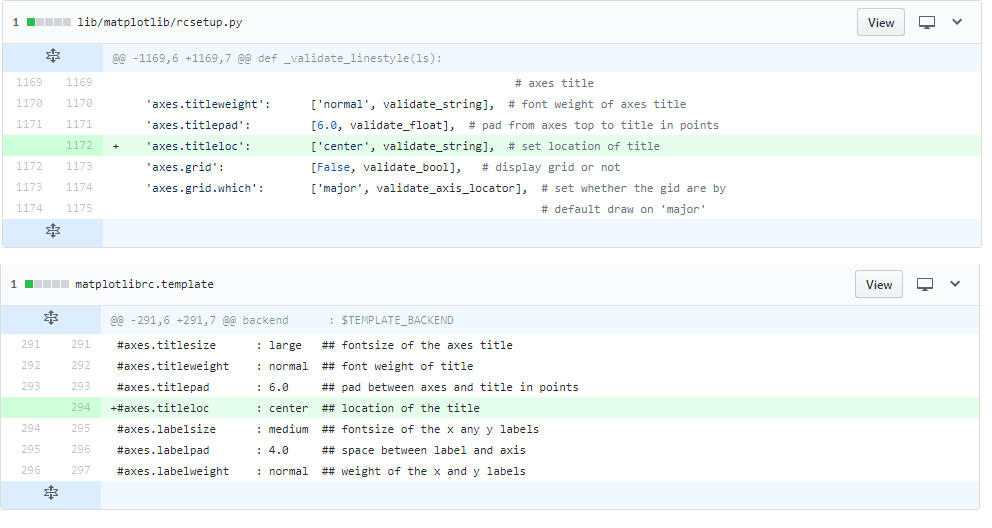 1 lib/matplotlib/rcsetup.py View
@@ -1169,6 +1169,7 @@ def _validate_linestyle(ls):
1169 1169 # axes title
1170 1170 'axes.titleweight': ['normal', validate_string], # font weight of axes title
1171 1171 'axes.titlepad': [6.0, validate_float], # pad from axes top to title in points
1172 + 'axes.titleloc': ['center', validate_string], # set location of title
1172 1173 'axes.grid': [False, validate_bool], # display grid or not
1173 1174 'axes.grid.which': ['major', validate_axis_locator], # set whether the gid are by
1174 1175 # default draw on 'major'
1 matplotlibrc.template View
@@ -291,6 +291,7 @@ backend : $TEMPLATE_BACKEND
291 291 #axes.titlesize : large ## fontsize of the axes title
292 292 #axes.titleweight : normal ## font weight of title
293 293 #axes.titlepad : 6.0 ## pad between axes and title in points
294 +#axes.titleloc : center ## location of the title
294 295 #axes.labelsize : medium ## fontsize of the x any y labels
295 296 #axes.labelpad : 4.0 ## space between label and axis
296 297 #axes.labelweight : normal ## weight of the x and y labels